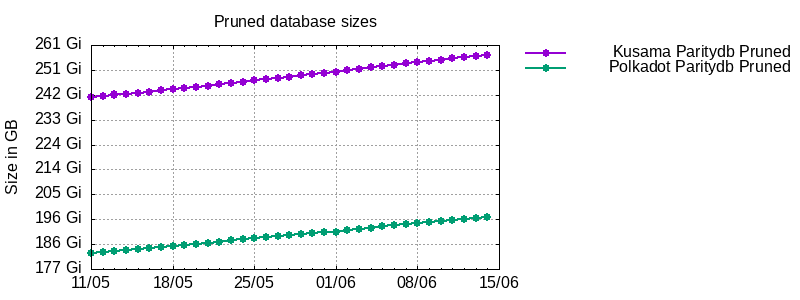 Pruned database sizes
Kusama Paritydb Pruned
Polkadot Paritydb Pruned
Size in GB
261 Gi
251 Gi
242 Gi
233 Gi
224 Gi
214 Gi
205 Gi
196 Gi
186 Gi
177 Gi
11/05 18/05 25/05 01/06 08/06 15/06